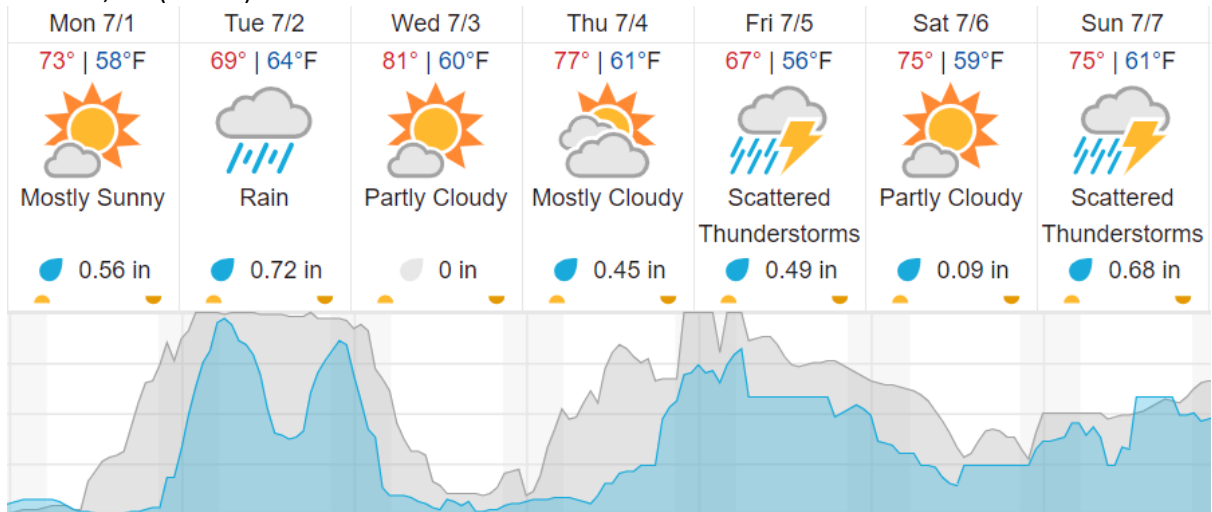 Mon 7/1 Tue 7/2 Wed 7/3 Thu 7/4 Fri 7/5 Sat 7/6 Sun 7/7
73° | 58°F 69° | 64°F 81° | 60°F 77° | 61°F 67° | 56°F 75° | 59°F 75° | 61°F
Mostly Sunny Rain Partly Cloudy Mostly Cloudy Scattered Partly Cloudy Scattered
Thunderstorms Thunderstorms
0.56 in 0.72 in 0 in 0.45 in 0.49 in 0.09 in 0.68 in